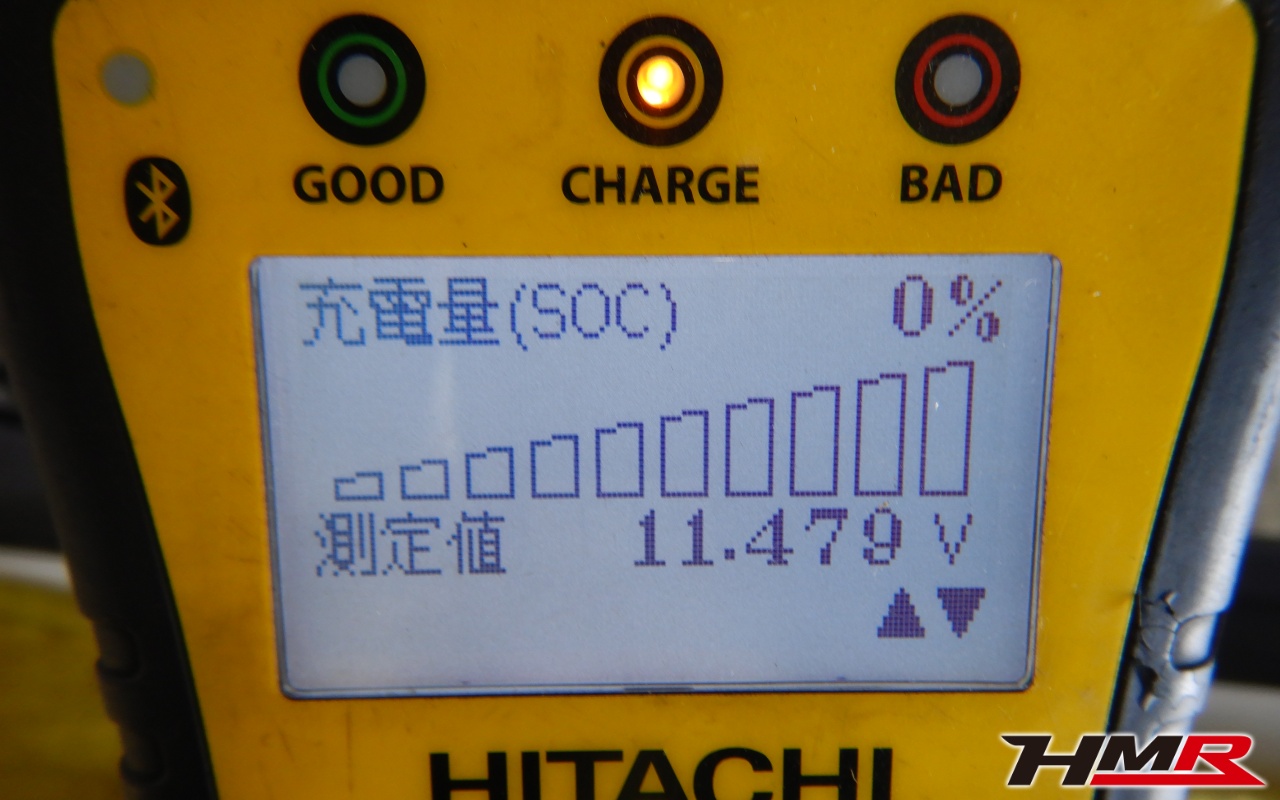 GOOD CHARGE BAD
充電量(SOC) 0%
測定値 11.479 V
HITACHI
HMR